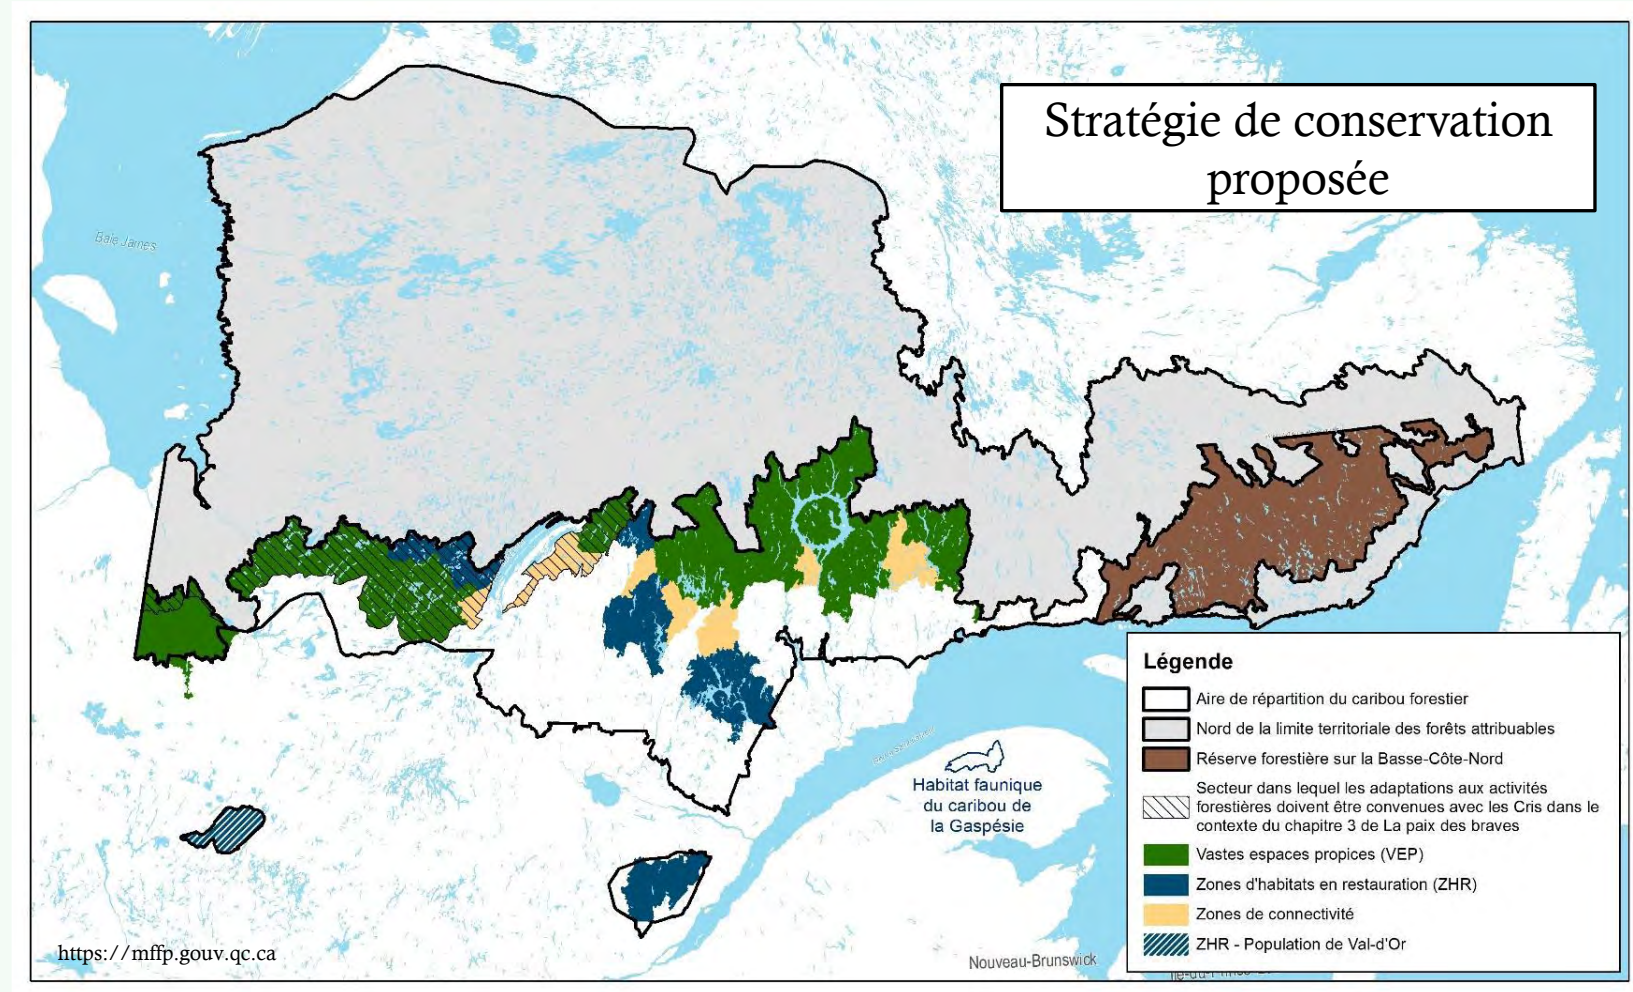 Stratégie de conservation
proposée
Baie James
Habitat faunique
du caribou de
la Gaspésie
Légende
Aire de répartition du caribou forestier
Nord de la limite territoriale des forêts attribuables
Réserve forestière sur la Basse-Côte-Nord
Secteur dans lequel les adaptations aux activités
forestières doivent être convenues avec les Cris dans le
contexte du chapitre 3 de La paix des braves
Vastes espaces propices (VEP)
Zones d'habitats en restauration (ZHR)
Zones de connectivité
ZHR - Population de Val-d'Or
https://mffp.gouv.qc.ca
Nouveau-Brunswick